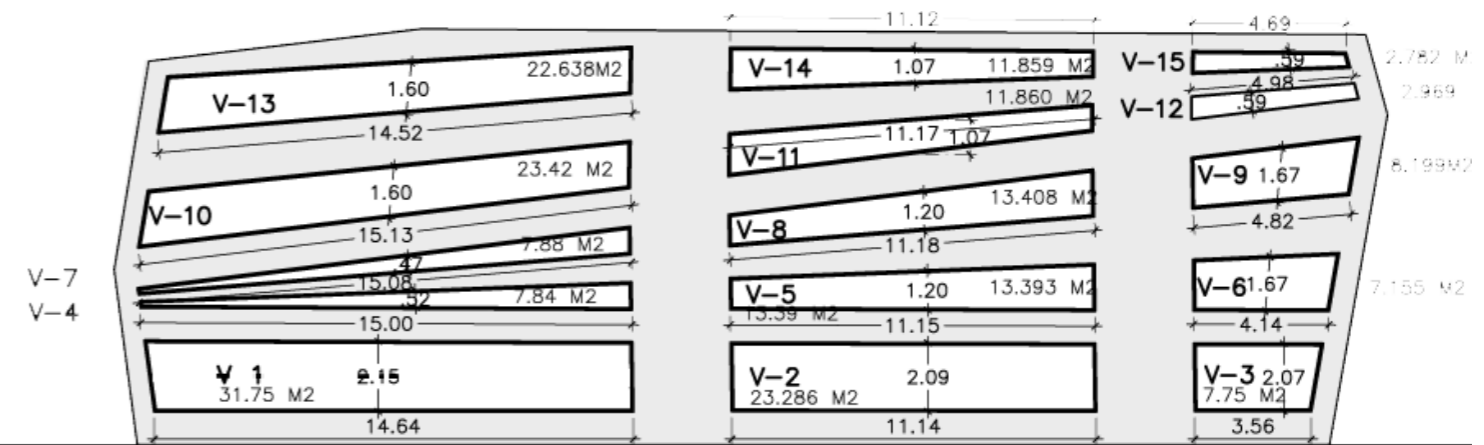 11.12
4.69
V-13
1.60
22.638M2
14.52
V-14
1.07
11.859 M2
V-15
.59
2.782 M
4.98
V-12
.59
2.969
11.860 M2
V-11
11.17
1.07
V-10
1.60
23.42 M2
15.13
V-8
1.20
13.408 M2
11.18
V-9
1.67
8.199M2
4.82
V-7
.47
7.88 M2
15.08
V-4
.52
7.84 M2
15.00
V-5
1.20
13.393 M2
13.39 M2
11.15
V-6
1.67
7.155 M2
4.14
V 1
2.15
31.75 M2
14.64
V-2
2.09
23.286 M2
11.14
V-3
2.07
7.75 M2
3.56